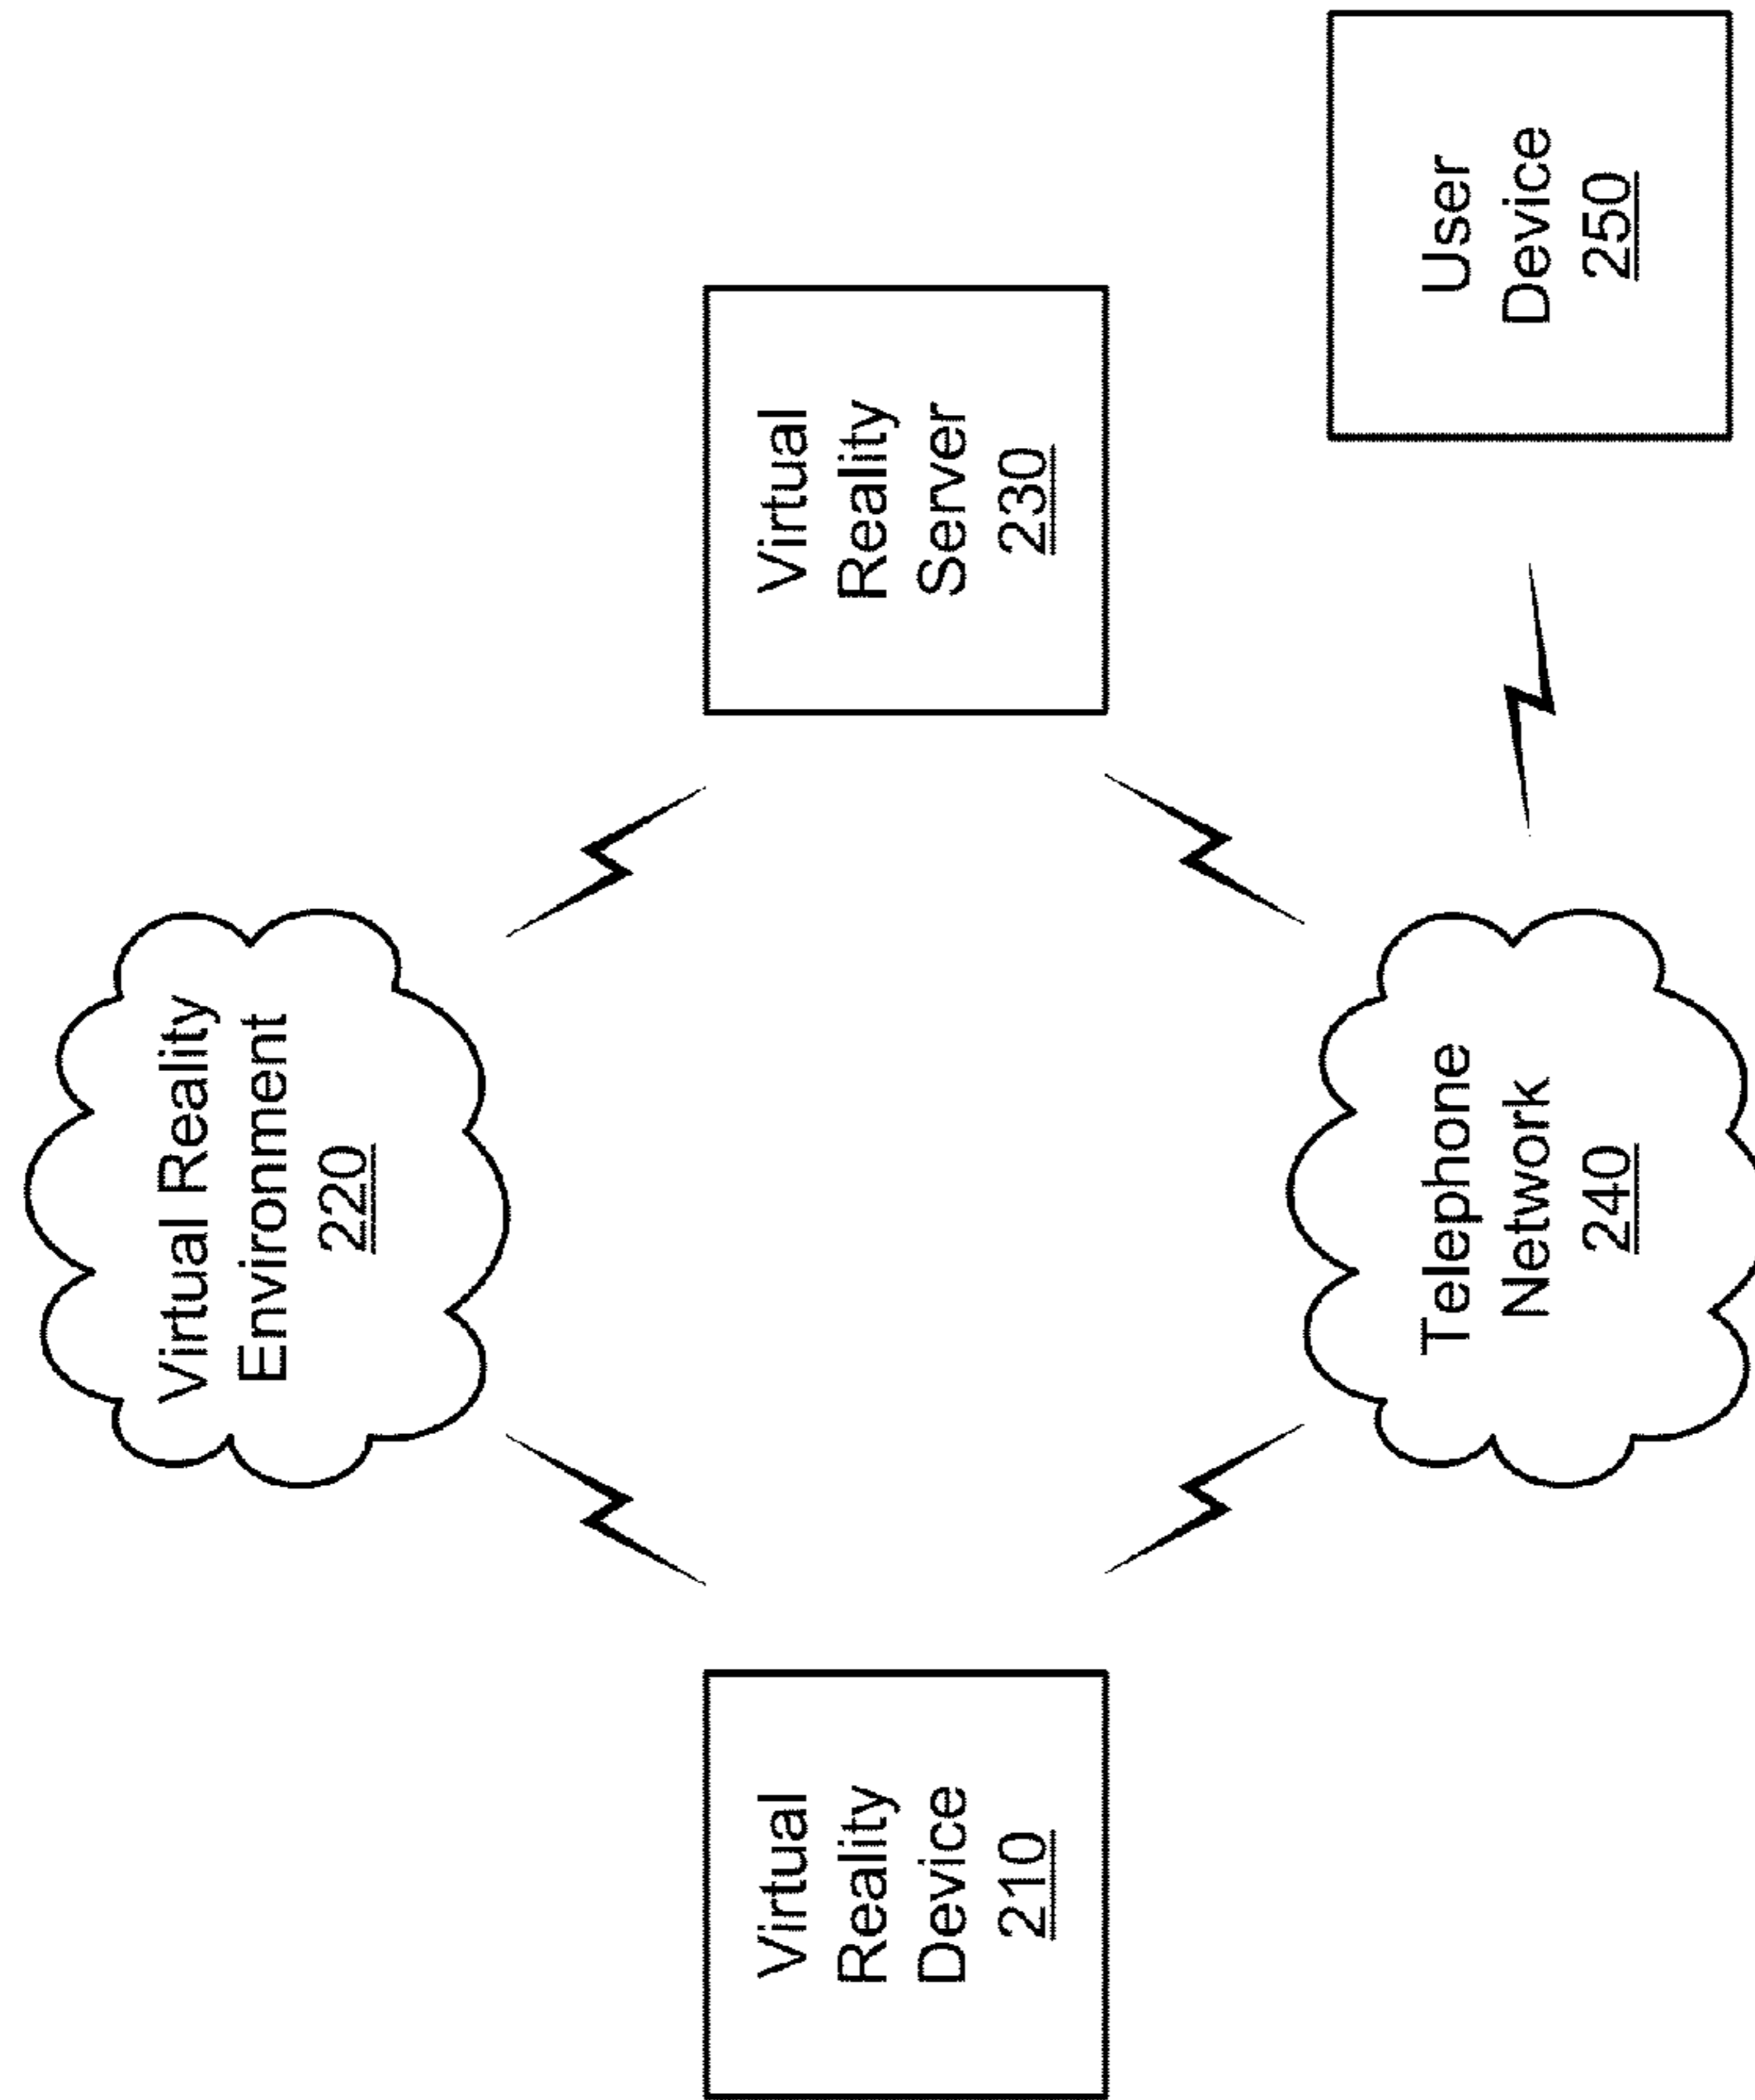 Virtual Reality
Environment
220
Virtual
Reality
Device
210
Virtual
Reality
Server
230
Telephone
Network
240
User
Device
250